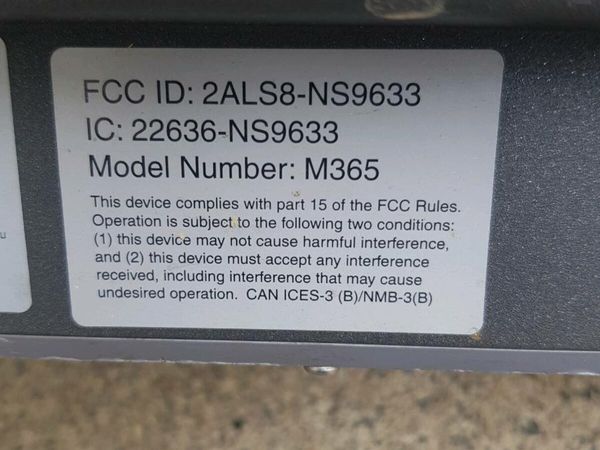 FCC ID: 2ALS8-NS9633
IC: 22636-NS9633
Model Number: M365
This device complies with part 15 of the FCC Rules.
Operation is subject to the following two conditions:
(1) this device may not cause harmful interference,
and (2) this device must accept any interference
received, including interference that may cause
undesired operation. CAN ICES-3 (B)/NMB-3(B)